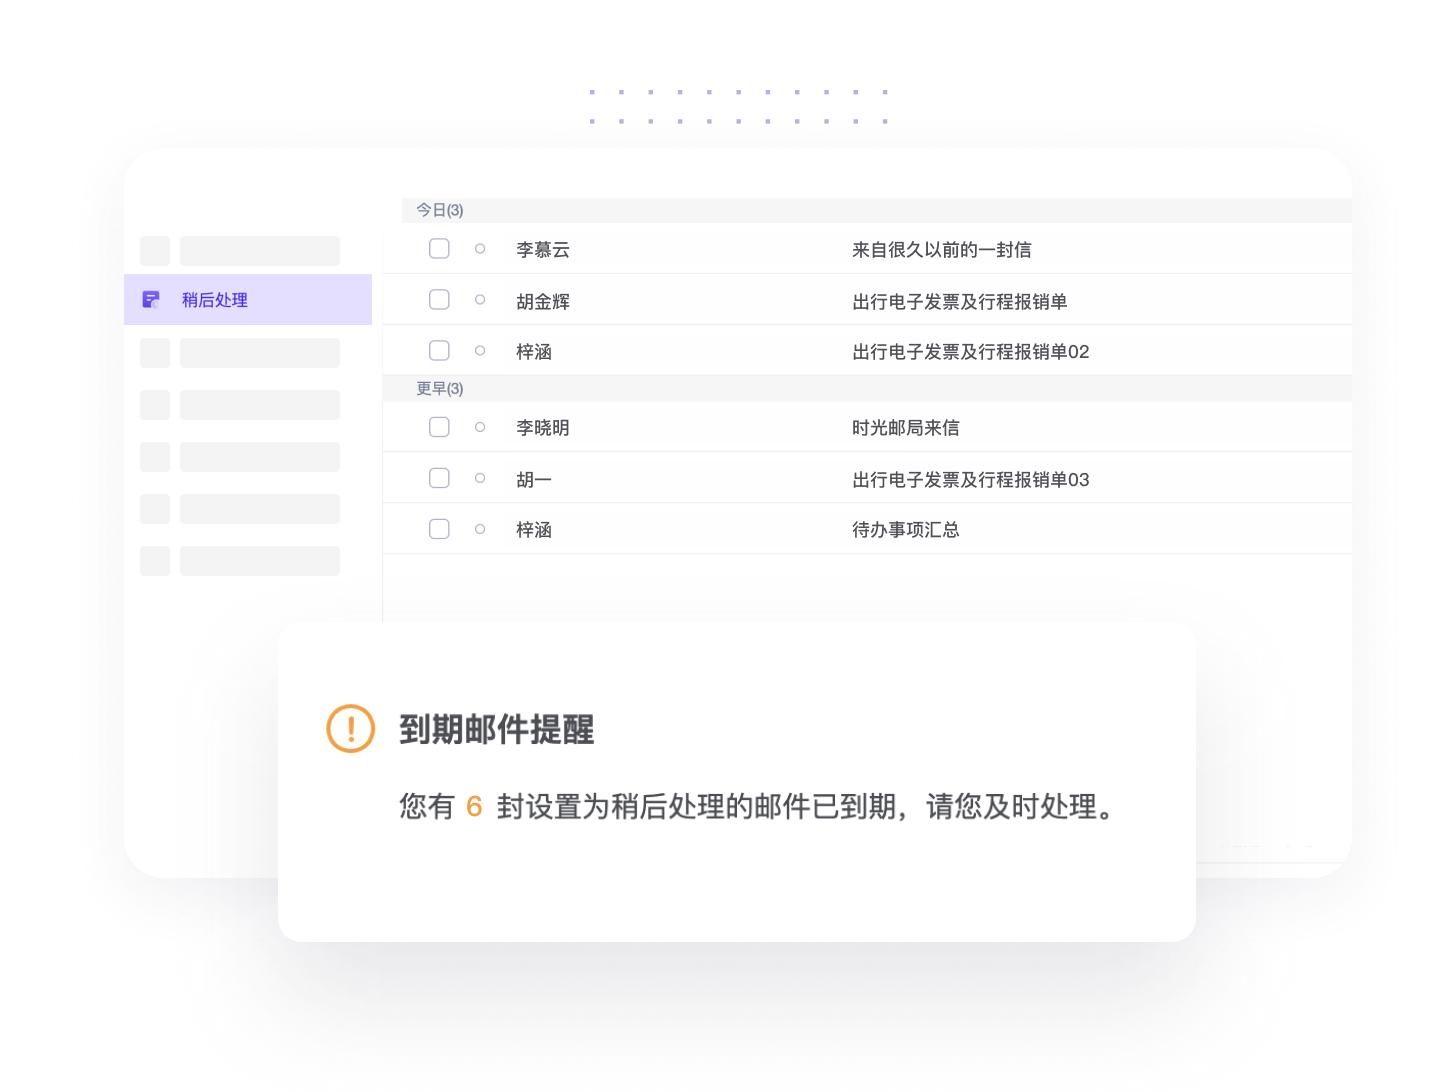 今日(3)
李慕云 来自很久以前的一封信
稍后处理
胡金辉 出行电子发票及行程报销单
梓涵 出行电子发票及行程报销单02
更早(3)
李晓明 时光邮局来信
胡一 出行电子发票及行程报销单03
梓涵 待办事项汇总
到期邮件提醒
您有 6 封设置为稍后处理的邮件已到期，请您及时处理。